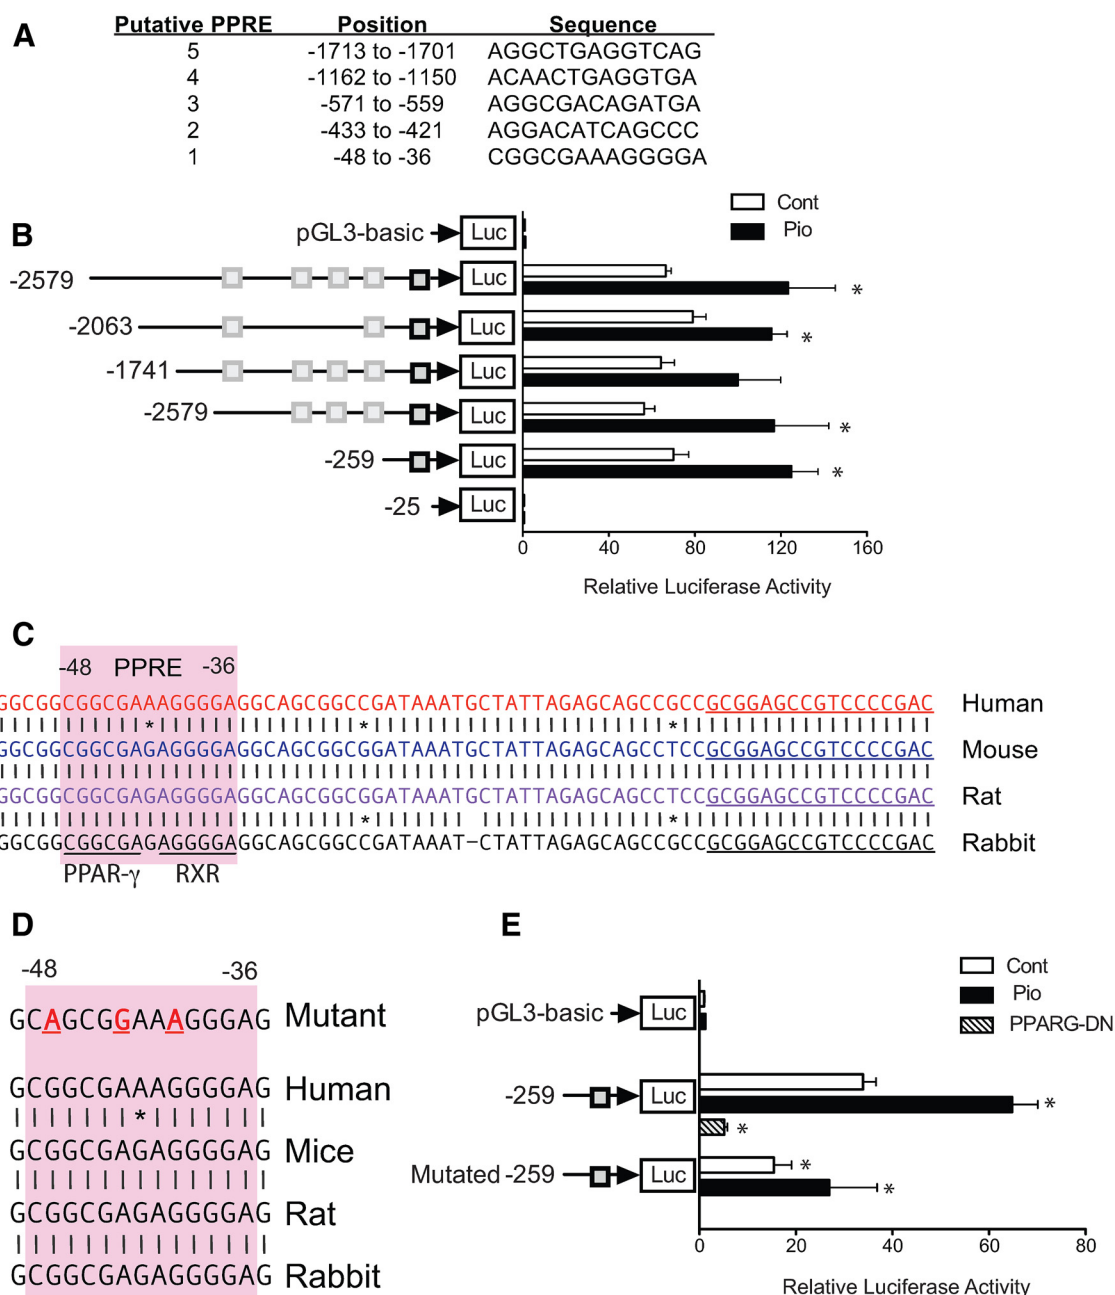 A
Putative PPRE Position Sequence
5 -1713 to -1701 AGGCTGAGGTCAG
4 -1162 to -1150 ACAACTGAGGTGA
3 -571 to -559 AGGCGACAGATGA
2 -433 to -421 AGGACATCAGCCC
1 -48 to -36 CGGCGAAAGGGGA
B
Cont
Pio
pGL3-basic Luc
-2579 Luc *
-2063 Luc *
-1741 Luc
-2579 Luc *
-259 Luc *
-25 Luc
0 40 80 120 160
Relative Luciferase Activity
C
-48 PPRE -36
GGCGGCGGCGAAAGGGGAGGCAGCGGCCGATAAATGCTATTAGAGCAGCCGCCGCGGAGCCGTCCCCGAC Human
* * *
GGCGGCGGCGAGAGGGGAGGCAGCGGCGGATAAATGCTATTAGAGCAGCCTCCGCGGAGCCGTCCCCGAC Mouse
GGCGGCGGCGAGAGGGGAGGCAGCGGCGGATAAATGCTATTAGAGCAGCCTCCGCGGAGCCGTCCCCGAC Rat
* *
GGCGGCGGCGAGAGGGGAGGCAGCGGCCGATAAAT–CTATTAGAGCAGCCGCCGCGGAGCCGTCCCCGAC Rabbit
PPAR-γ RXR
D
-48 -36
GCAGCGGAAAGGGAG Mutant
GCGGCGAAAGGGGAG Human
*
GCGGCGAGAGGGGAG Mice
GCGGCGAGAGGGGAG Rat
GCGGCGAGAGGGGAG Rabbit
E
Cont
Pio
PPARG-DN
pGL3-basic Luc
-259 Luc *
*
Mutated -259 Luc *
*
0 20 40 60 80
Relative Luciferase Activity